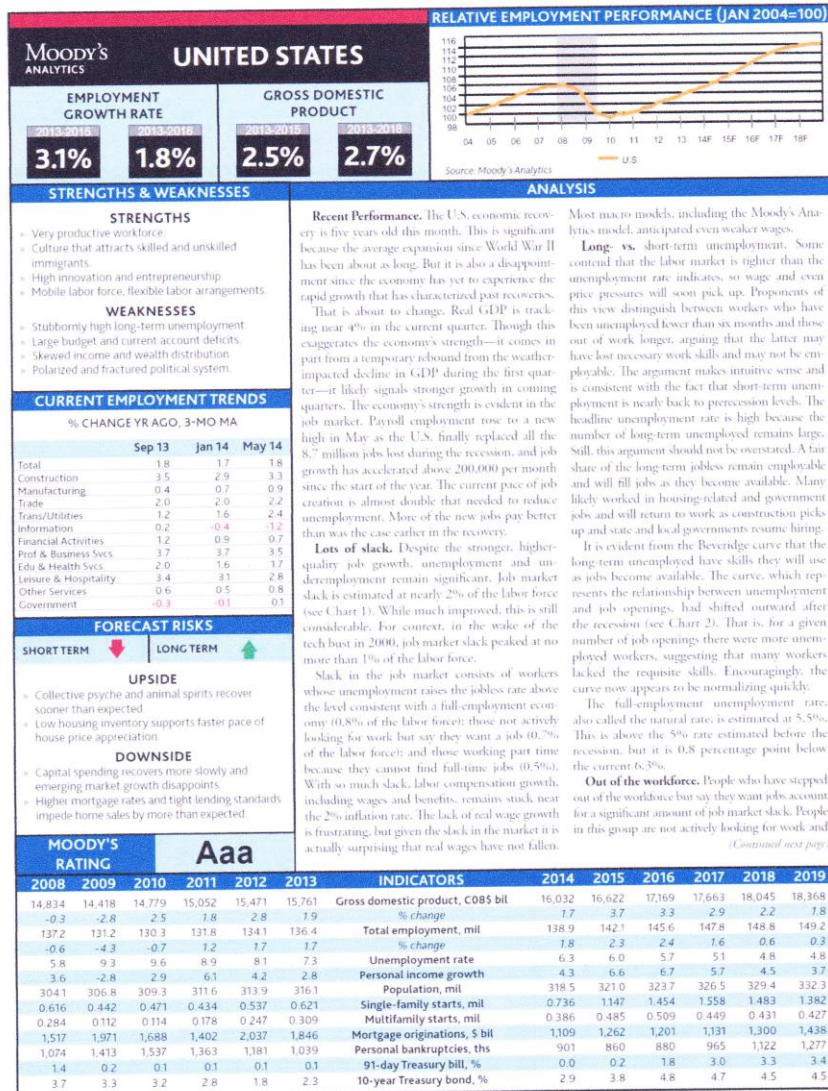 MOODY'S
ANALYTICS
UNITED STATES
EMPLOYMENT
GROWTH RATE
2013-2015
2013-2018
3.1%
1.8%
GROSS DOMESTIC
PRODUCT
2013-2015
2013-2018
2.5%
2.7%
RELATIVE EMPLOYMENT PERFORMANCE (JAN 2004=100)
116
114
112
110
108
106
104
102
100
98
04 05 06 07 08 09 10 11 12 13 14F 15F 16F 17F 18F
U.S.
Source: Moody's Analytics
STRENGTHS & WEAKNESSES
STRENGTHS
» Very productive workforce.
» Culture that attracts skilled and unskilled
immigrants.
» High innovation and entrepreneurship.
» Mobile labor force, flexible labor arrangements.
WEAKNESSES
» Stubbornly high long-term unemployment.
» Large budget and current account deficits.
» Skewed income and wealth distribution
» Polarized and fractured political system.
CURRENT EMPLOYMENT TRENDS
% CHANGE YR AGO, 3-MO MA
Sep 13 Jan 14 May 14
Total 1.8 1.7 1.8
Construction 3.5 2.9 3.3
Manufacturing 0.4 0.7 0.9
Trade 2.0 2.0 2.2
Trans/Utilities 1.2 1.6 2.4
Information 0.2 -0.4 -1.2
Financial Activities 1.2 0.9 0.7
Prof & Business Svcs. 3.7 3.7 3.5
Edu & Health Svcs. 2.0 1.6 1.7
Leisure & Hospitality 3.4 3.1 2.8
Other Services 0.6 0.5 0.8
Government -0.3 -0.1 0.1
FORECAST RISKS
SHORT TERM
LONG TERM
UPSIDE
» Collective psyche and animal spirits recover
sooner than expected.
» Low housing inventory supports faster pace of
house price appreciation.
DOWNSIDE
» Capital spending recovers more slowly and
emerging market growth disappoints.
» Higher mortgage rates and tight lending standards
impede home sales by more than expected.
MOODY'S
RATING
Aaa
ANALYSIS
Recent Performance. The U.S. economic recov-
ery is five years old this month. This is significant
because the average expansion since World War II
has been about as long. But it is also a disappoint-
ment since the economy has yet to experience the
rapid growth that has characterized past recoveries.
That is about to change. Real GDP is track-
ing near 4% in the current quarter. Though this
exaggerates the economy's strength—it comes in
part from a temporary rebound from the weather-
impacted decline in GDP during the first quar-
ter—it likely signals stronger growth in coming
quarters. The economy's strength is evident in the
job market. Payroll employment rose to a new
high in May as the U.S. finally replaced all the
8.7 million jobs lost during the recession, and job
growth has accelerated above 200,000 per month
since the start of the year. The current pace of job
creation is almost double that needed to reduce
unemployment. More of the new jobs pay better
than was the case earlier in the recovery.
Lots of slack. Despite the stronger, higher-
quality job growth, unemployment and un-
deremployment remain significant. Job market
slack is estimated at nearly 2% of the labor force
(see Chart 1). While much improved, this is still
considerable. For context, in the wake of the
tech bust in 2000, job market slack peaked at no
more than 1% of the labor force.
Slack in the job market consists of workers
whose unemployment raises the jobless rate above
the level consistent with a full-employment econ-
omy (0.8% of the labor force); those not actively
looking for work but say they want a job (0.7%
of the labor force); and those working part time
because they cannot find full-time jobs (0.5%).
With so much slack, labor compensation growth,
including wages and benefits, remains stuck near
the 2% inflation rate. The lack of real wage growth
is frustrating, but given the slack in the market it is
actually surprising that real wages have not fallen.
Most macro models, including the Moody's Ana-
lytics model, anticipated even weaker wages.
Long- vs. short-term unemployment. Some
contend that the labor market is tighter than the
unemployment rate indicates, so wage and even
price pressures will soon pick up. Proponents of
this view distinguish between workers who have
been unemployed fewer than six months and those
out of work longer, arguing that the latter may
have lost necessary work skills and may not be em-
ployable. The argument makes intuitive sense and
is consistent with the fact that short-term unem-
ployment is nearly back to prerecession levels. The
headline unemployment rate is high because the
number of long-term unemployed remains large.
Still, this argument should not be overstated. A fair
share of the long-term jobless remain employable
and will fill jobs as they become available. Many
likely worked in housing-related and government
jobs and will return to work as construction picks
up and state and local governments resume hiring.
It is evident from the Beveridge curve that the
long-term unemployed have skills they will use
as jobs become available. The curve, which rep-
resents the relationship between unemployment
and job openings, had shifted outward after
the recession (see Chart 2). That is, for a given
number of job openings there were more unem-
ployed workers, suggesting that many workers
lacked the requisite skills. Encouragingly, the
curve now appears to be normalizing quickly.
The full-employment unemployment rate,
also called the natural rate, is estimated at 5.5%.
This is above the 5% rate estimated before the
recession, but it is 0.8 percentage point below
the current 6.3%.
Out of the workforce. People who have stepped
out of the workforce but say they want jobs account
for a significant amount of job market slack. People
in this group are not actively looking for work and
(Continued next page)
2008 2009 2010 2011 2012 2013 INDICATORS 2014 2015 2016 2017 2018 2019
14,834 14,418 14,779 15,052 15,471 15,761 Gross domestic product, C08$ bil 16,032 16,622 17,169 17,663 18,045 18,368
-0.3 -2.8 2.5 1.8 2.8 1.9 % change 1.7 3.7 3.3 2.9 2.2 1.8
137.2 131.2 130.3 131.8 134.1 136.4 Total employment, mil 138.9 142.1 145.6 147.8 148.8 149.2
-0.6 -4.3 -0.7 1.2 1.7 1.7 % change 1.8 2.3 2.4 1.6 0.6 0.3
5.8 9.3 9.6 8.9 8.1 7.3 Unemployment rate 6.3 6.0 5.7 5.1 4.8 4.8
3.6 -2.8 2.9 6.1 4.2 2.8 Personal income growth 4.3 6.6 6.7 5.7 4.5 3.7
304.1 306.8 309.3 311.6 313.9 316.1 Population, mil 318.5 321.0 323.7 326.5 329.4 332.3
0.616 0.442 0.471 0.434 0.537 0.621 Single-family starts, mil 0.736 1.147 1.454 1.558 1.483 1.382
0.284 0.112 0.114 0.178 0.247 0.309 Multifamily starts, mil 0.386 0.485 0.509 0.449 0.431 0.427
1,517 1,971 1,688 1,402 2,037 1,846 Mortgage originations, $ bil 1,109 1,262 1,201 1,131 1,300 1,438
1,074 1,413 1,537 1,363 1,181 1,039 Personal bankruptcies, ths 901 860 880 965 1,122 1,277
1.4 0.2 0.1 0.1 0.1 0.1 91-day Treasury bill, % 0.0 0.2 1.8 3.0 3.3 3.4
3.7 3.3 3.2 2.8 1.8 2.3 10-year Treasury bond, % 2.9 3.8 4.8 4.7 4.5 4.5